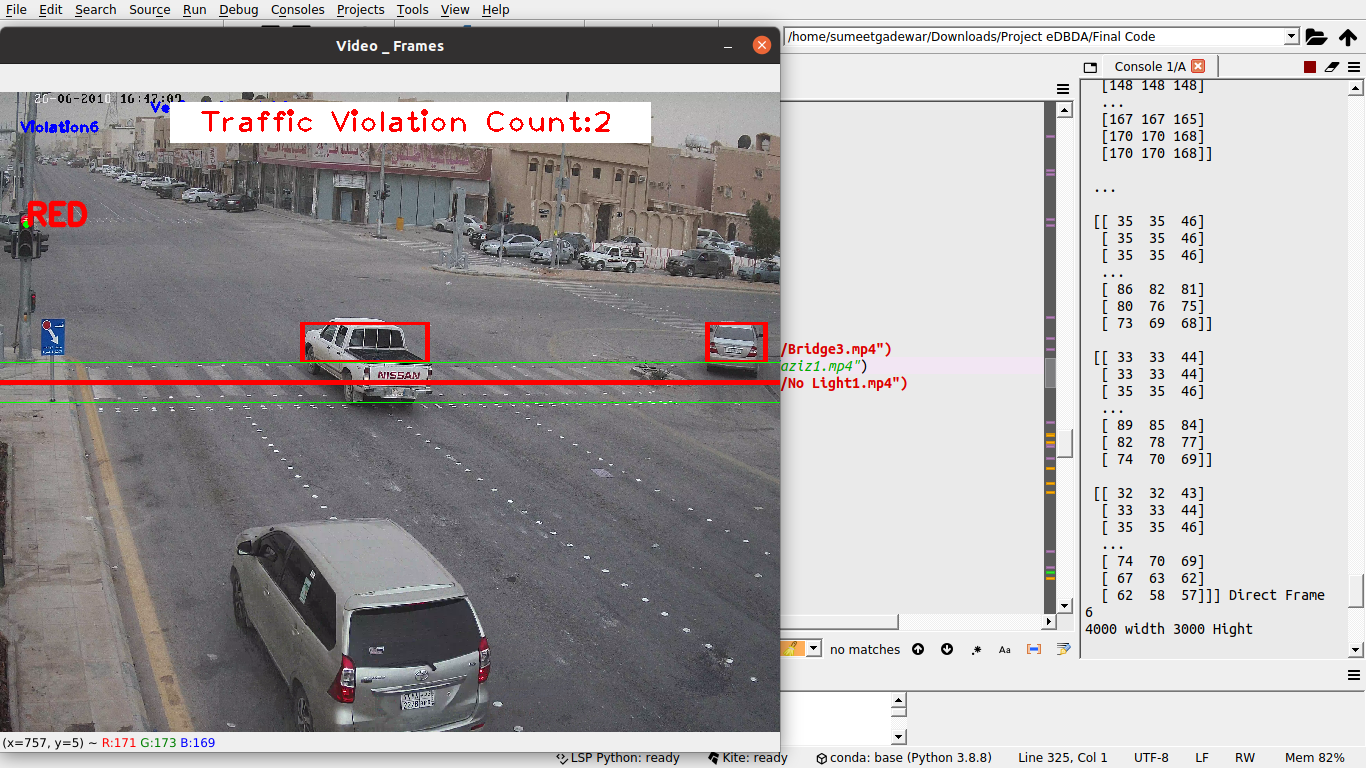 File Edit Search Source Run Debug Consoles Projects Tools View Help
Video _ Frames
/home/sumeetgadewar/Downloads/Project eDBDA/Final Code
Console 1/A
26-06-2010 16:42:09
Traffic Violation Count:2
Violation6
RED
NISSAN
/Bridge3.mp4")
aziz1.mp4")
/No Light1.mp4")
[148 148 148]
...
[167 167 165]
[170 170 168]
[170 170 168]]
...
[[ 35 35 46]
[ 35 35 46]
[ 35 35 46]
...
[ 86 82 81]
[ 80 76 75]
[ 73 69 68]]
[[ 33 33 44]
[ 33 33 44]
[ 35 35 46]
...
[ 89 85 84]
[ 82 78 77]
[ 74 70 69]]
[[ 32 32 43]
[ 33 33 44]
[ 35 35 46]
...
[ 74 70 69]
[ 67 63 62]
[ 62 58 57]]] Direct Frame
6
4000 width 3000 Hight
no matches
.* Aa
(x=757, y=5) ~ R:171 G:173 B:169
LSP Python: ready Kite: ready conda: base (Python 3.8.8) Line 325, Col 1 UTF-8 LF RW Mem 82%